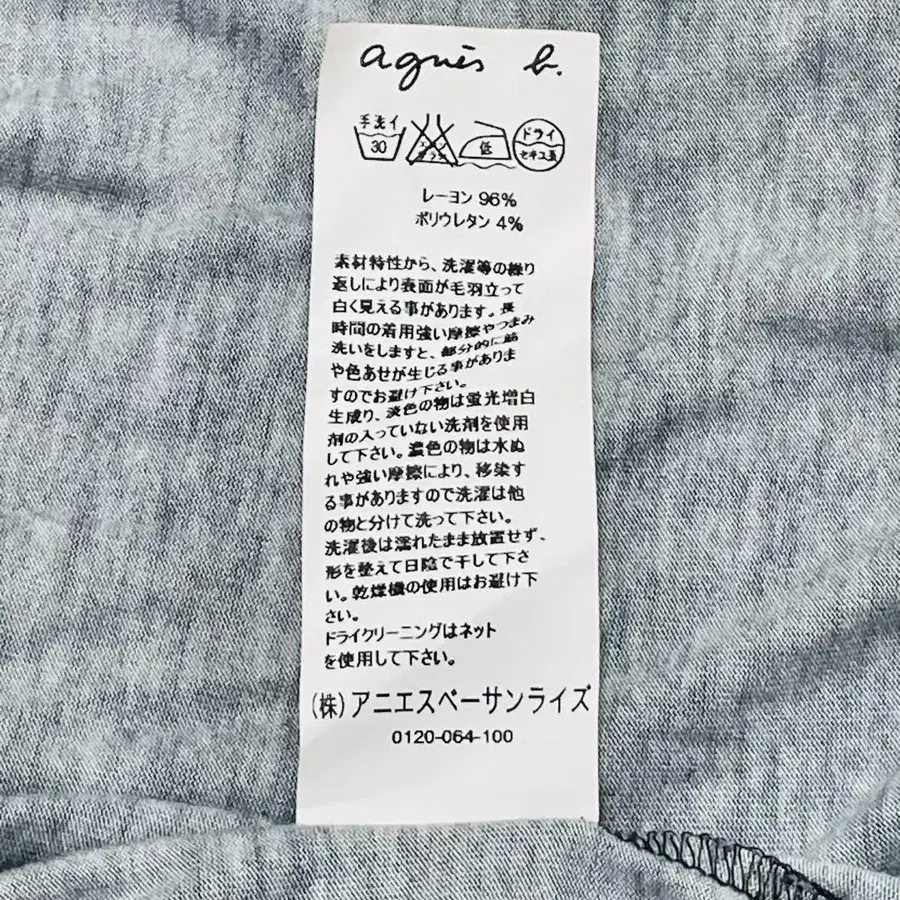 agnès b.
手洗イ
30
低
ドライ
セキユ系
レーヨン 96%
ポリウレタン 4%
素材特性から、洗濯等の繰り
返しにより表面が毛羽立って
白く見える事があります。長
時間の着用強い摩擦やつまみ
洗いをしますと、部分的に筋
や色あせが生じる事がありま
すのでお避け下さい。
生成り、淡色の物は蛍光増白
剤の入っていない洗剤を使用
して下さい。濃色の物は水ぬ
れや強い摩擦により、移染す
る事がありますので洗濯は他
の物と分けて洗って下さい。
洗濯後は濡れたまま放置せず、
形を整えて日陰で干して下さ
い。乾燥機の使用はお避け下
さい。
ドライクリーニングはネット
を使用して下さい。
(株)アニエスベーサンライズ
0120-064-100